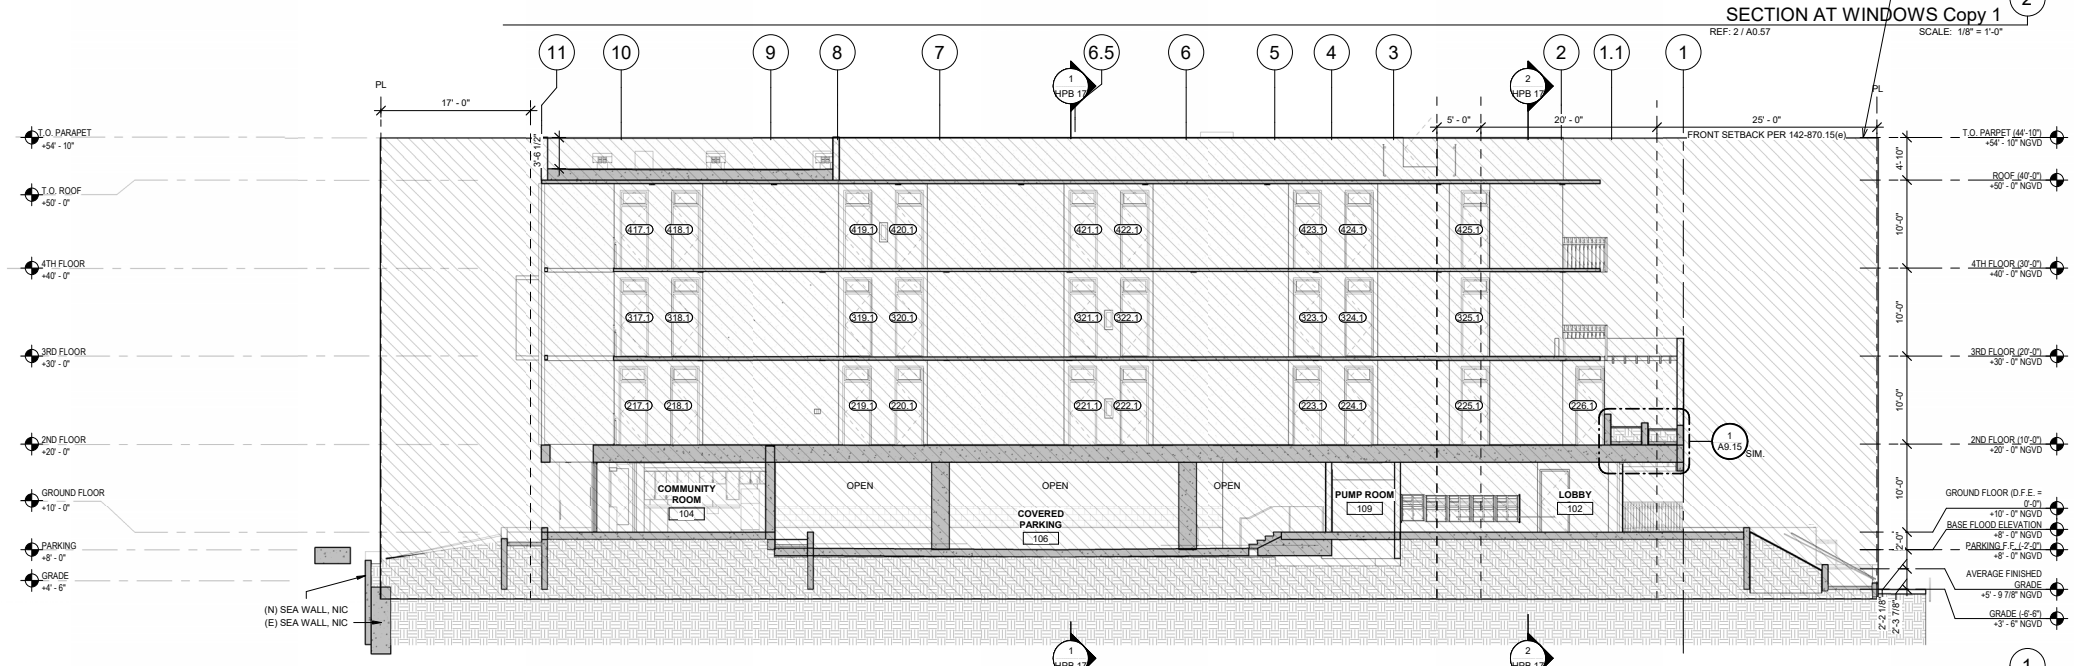 SECTION AT WINDOWS Copy 1
2
REF: 2 / A0.57
SCALE: 1/8" = 1'-0"
11
10
9
8
7
6.5
6
5
4
3
2
1.1
1
1
HPB 17
2
HPB 17
PL
PL
17' - 0"
5' - 0"
20' - 0"
25' - 0"
FRONT SETBACK PER 142-870.15(e)
3'-6 1/2"
T.O. PARAPET
+54' - 10"
T.O. ROOF
+50' - 0"
4TH FLOOR
+40' - 0"
3RD FLOOR
+30' - 0"
2ND FLOOR
+20' - 0"
GROUND FLOOR
+10' - 0"
PARKING
+8' - 0"
GRADE
+4' - 6"
(N) SEA WALL, NIC
(E) SEA WALL, NIC
417.1
418.1
419.1
420.1
421.1
422.1
423.1
424.1
425.1
317.1
318.1
319.1
320.1
321.1
322.1
323.1
324.1
325.1
217.1
218.1
219.1
220.1
221.1
222.1
223.1
224.1
225.1
226.1
1
A9.15
SIM.
COMMUNITY
ROOM
104
OPEN
OPEN
OPEN
COVERED
PARKING
106
PUMP ROOM
109
LOBBY
102
T.O. PARPET (44'-10")
+54' - 10" NGVD
ROOF (40'-0")
+50' - 0" NGVD
4TH FLOOR (30'-0")
+40' - 0" NGVD
3RD FLOOR (20'-0")
+30' - 0" NGVD
2ND FLOOR (10'-0")
+20' - 0" NGVD
GROUND FLOOR (D.F.E. =
0'-0")
+10' - 0" NGVD
BASE FLOOD ELEVATION
+8' - 0" NGVD
PARKING F.F. (-2'-0")
+8' - 0" NGVD
AVERAGE FINISHED
GRADE
+5' - 9 7/8" NGVD
GRADE (-6'-6")
+3' - 6" NGVD
4'-10"
10'-0"
10'-0"
10'-0"
10'-0"
2'-0"
2'-2 1/8"
2'-3 7/8"
1
HPB 17
2
HPB 17
1